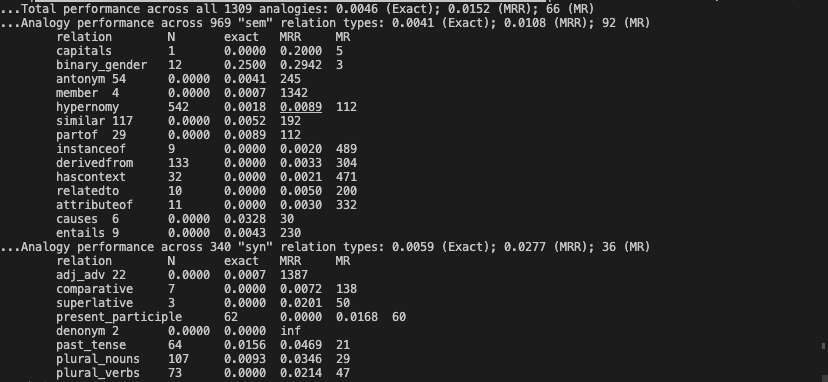 ...Total performance across all 1309 analogies: 0.0046 (Exact); 0.0152 (MRR); 66 (MR)
...Analogy performance across 969 "sem" relation types: 0.0041 (Exact); 0.0108 (MRR); 92 (MR)
relation N exact MRR MR
capitals 1 0.0000 0.2000 5
binary_gender 12 0.2500 0.2942 3
antonym 54 0.0000 0.0041 245
member 4 0.0000 0.0007 1342
hypernomy 542 0.0018 0.0089 112
similar 117 0.0000 0.0052 192
partof 29 0.0000 0.0089 112
instanceof 9 0.0000 0.0020 489
derivedfrom 133 0.0000 0.0033 304
hascontext 32 0.0000 0.0021 471
relatedto 10 0.0000 0.0050 200
attributeof 11 0.0000 0.0030 332
causes 6 0.0000 0.0328 30
entails 9 0.0000 0.0043 230
...Analogy performance across 340 "syn" relation types: 0.0059 (Exact); 0.0277 (MRR); 36 (MR)
relation N exact MRR MR
adj_adv 22 0.0000 0.0007 1387
comparative 7 0.0000 0.0072 138
superlative 3 0.0000 0.0201 50
present_participle 62 0.0000 0.0168 60
denonym 2 0.0000 0.0000 inf
past_tense 64 0.0156 0.0469 21
plural_nouns 107 0.0093 0.0346 29
plural_verbs 73 0.0000 0.0214 47